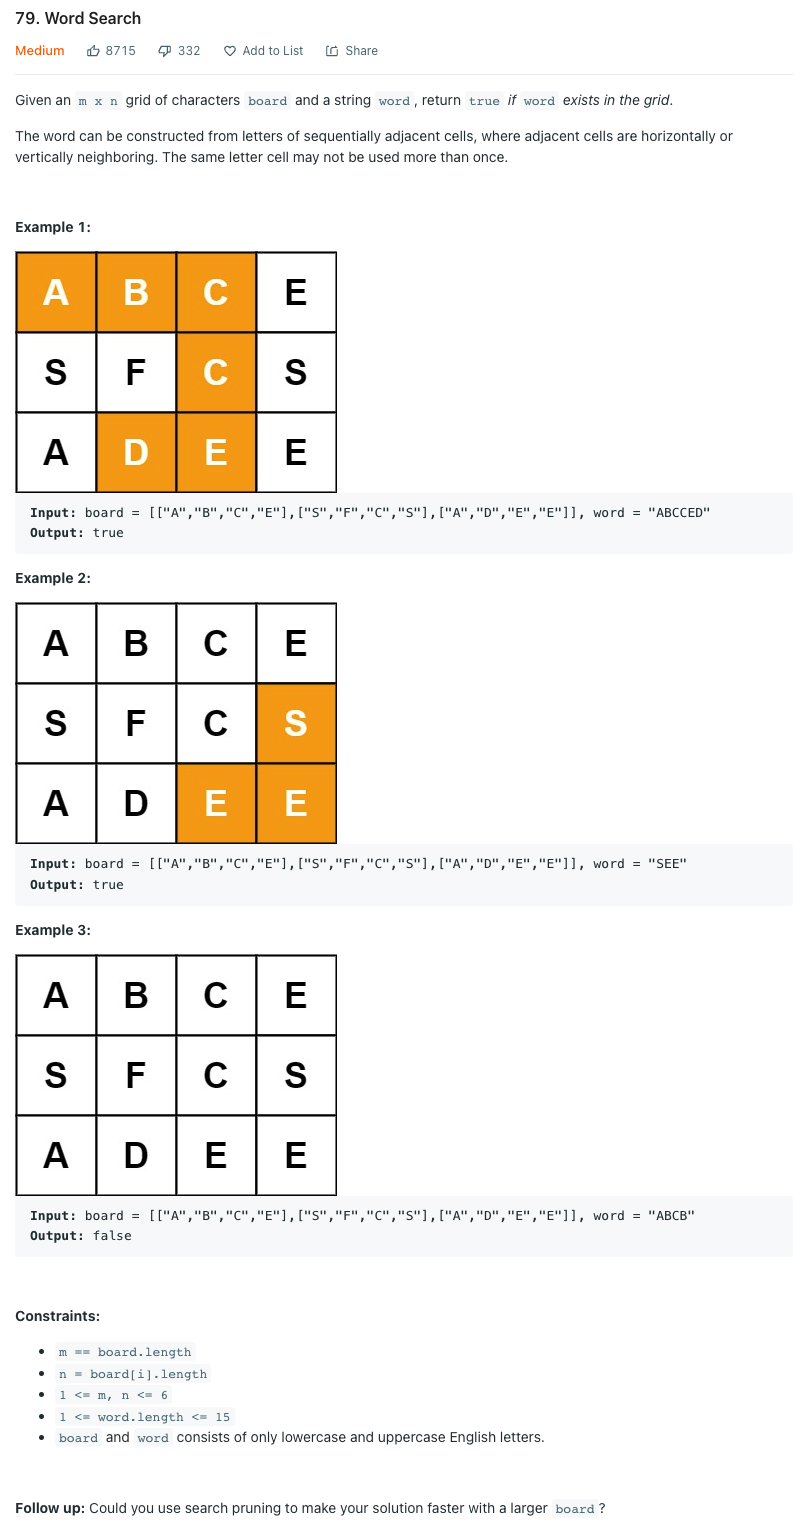 79. Word Search
Medium 8715 332 Add to List Share
Given an m x n grid of characters board and a string word, return true if word exists in the grid.
The word can be constructed from letters of sequentially adjacent cells, where adjacent cells are horizontally or
vertically neighboring. The same letter cell may not be used more than once.
Example 1:
A B C E
S F C S
A D E E
Input: board = [["A","B","C","E"],["S","F","C","S"],["A","D","E","E"]], word = "ABCCED"
Output: true
Example 2:
A B C E
S F C S
A D E E
Input: board = [["A","B","C","E"],["S","F","C","S"],["A","D","E","E"]], word = "SEE"
Output: true
Example 3:
A B C E
S F C S
A D E E
Input: board = [["A","B","C","E"],["S","F","C","S"],["A","D","E","E"]], word = "ABCB"
Output: false
Constraints:
• m == board.length
• n = board[i].length
• 1 <= m, n <= 6
• 1 <= word.length <= 15
• board and word consists of only lowercase and uppercase English letters.
Follow up: Could you use search pruning to make your solution faster with a larger board?